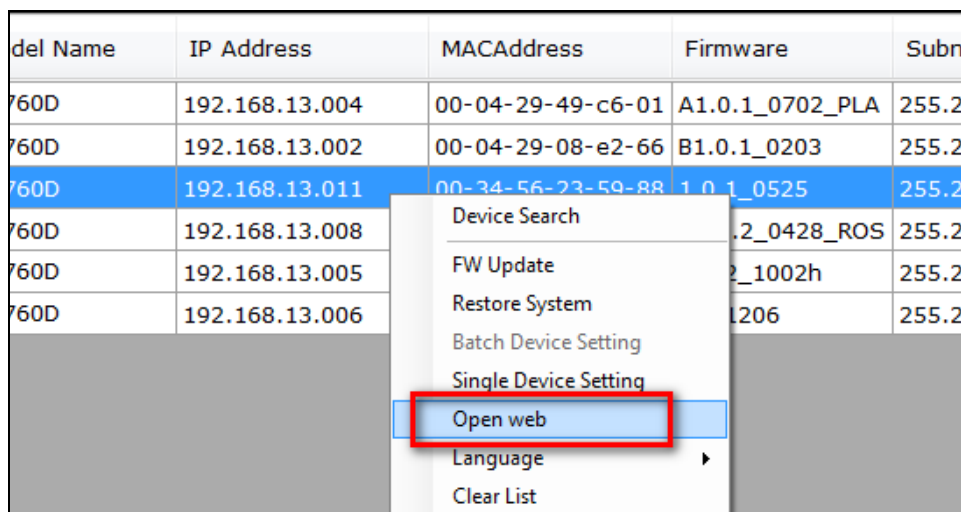 del Name IP Address MACAddress Firmware Subn
760D 192.168.13.004 00-04-29-49-c6-01 A1.0.1_0702_PLA 255.2
760D 192.168.13.002 00-04-29-08-e2-66 B1.0.1_0203 255.2
760D 192.168.13.011 00-34-56-23-59-88 1.0.1_0525 255.2
Device Search
760D 192.168.13.008 .2_0428_ROS 255.2
FW Update
760D 192.168.13.005 2_1002h 255.2
Restore System
760D 192.168.13.006 1206 255.2
Batch Device Setting
Single Device Setting
Open web
Language
Clear List